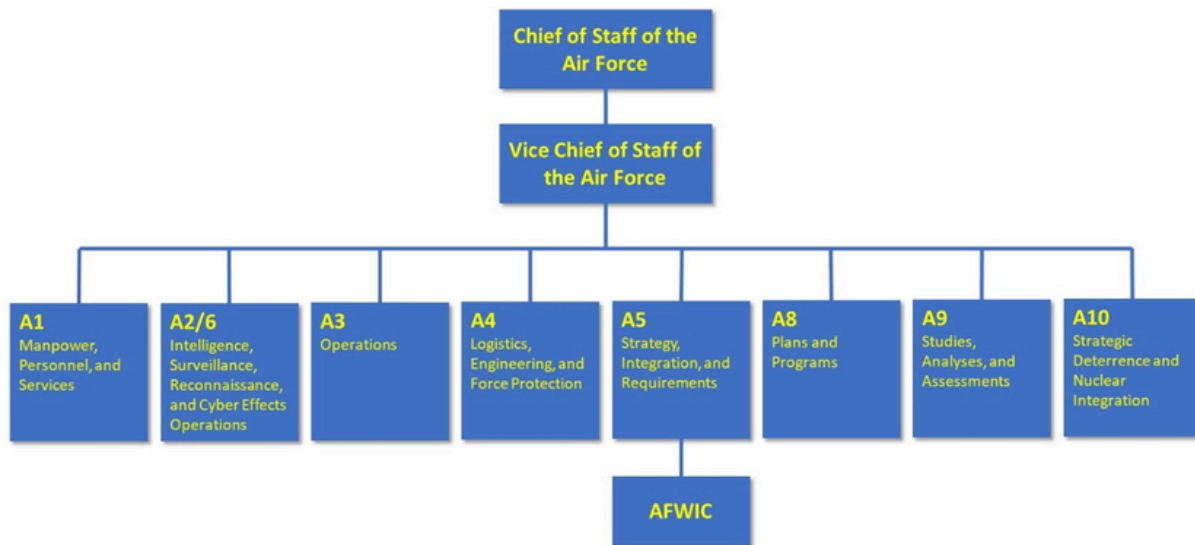 Chief of Staff of the
Air Force
Vice Chief of Staff of
the Air Force
A1
Manpower,
Personnel, and
Services
A2/6
Intelligence,
Surveillance,
Reconnaissance,
and Cyber Effects
Operations
A3
Operations
A4
Logistics,
Engineering, and
Force Protection
A5
Strategy,
Integration, and
Requirements
A8
Plans and
Programs
A9
Studies,
Analyses, and
Assessments
A10
Strategic
Deterrence and
Nuclear
Integration
AFWIC